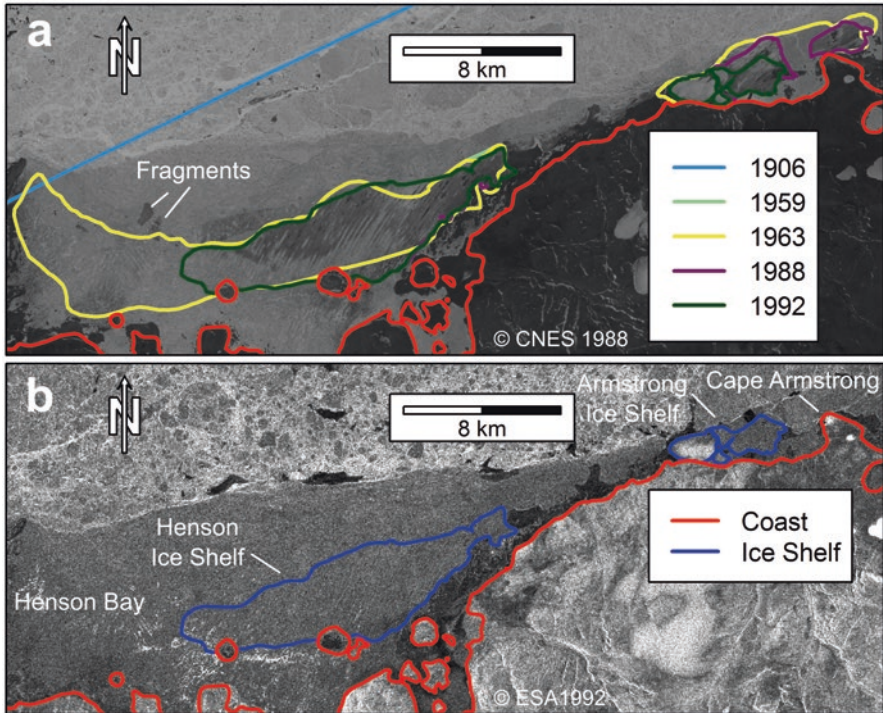 a
N
8 km
Fragments
1906
1959
1963
1988
1992
© CNES 1988
b
N
8 km
Armstrong
Ice Shelf
Cape Armstrong
Henson
Ice Shelf
Henson Bay
Coast
Ice Shelf
© ESA1992